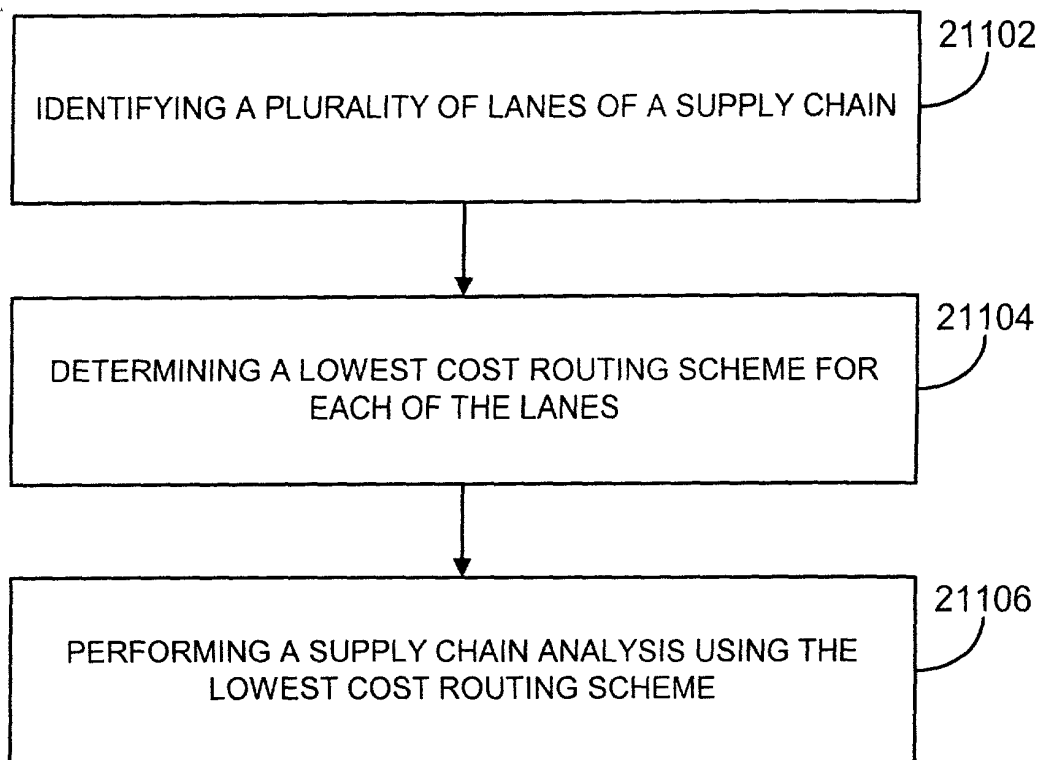 21102
IDENTIFYING A PLURALITY OF LANES OF A SUPPLY CHAIN
21104
DETERMINING A LOWEST COST ROUTING SCHEME FOR
EACH OF THE LANES
21106
PERFORMING A SUPPLY CHAIN ANALYSIS USING THE
LOWEST COST ROUTING SCHEME